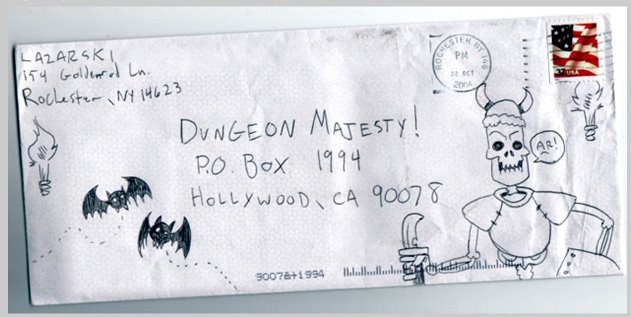 LAZARSKI
154 Goldenrod Ln.
Rochester, NY 14623
ROCHESTER NY 146
PM
22 OCT
2004
USA
DUNGEON MAJESTY!
P.O. BOX 1994
HOLLYWOOD, CA 90078
AR!
90078+1994